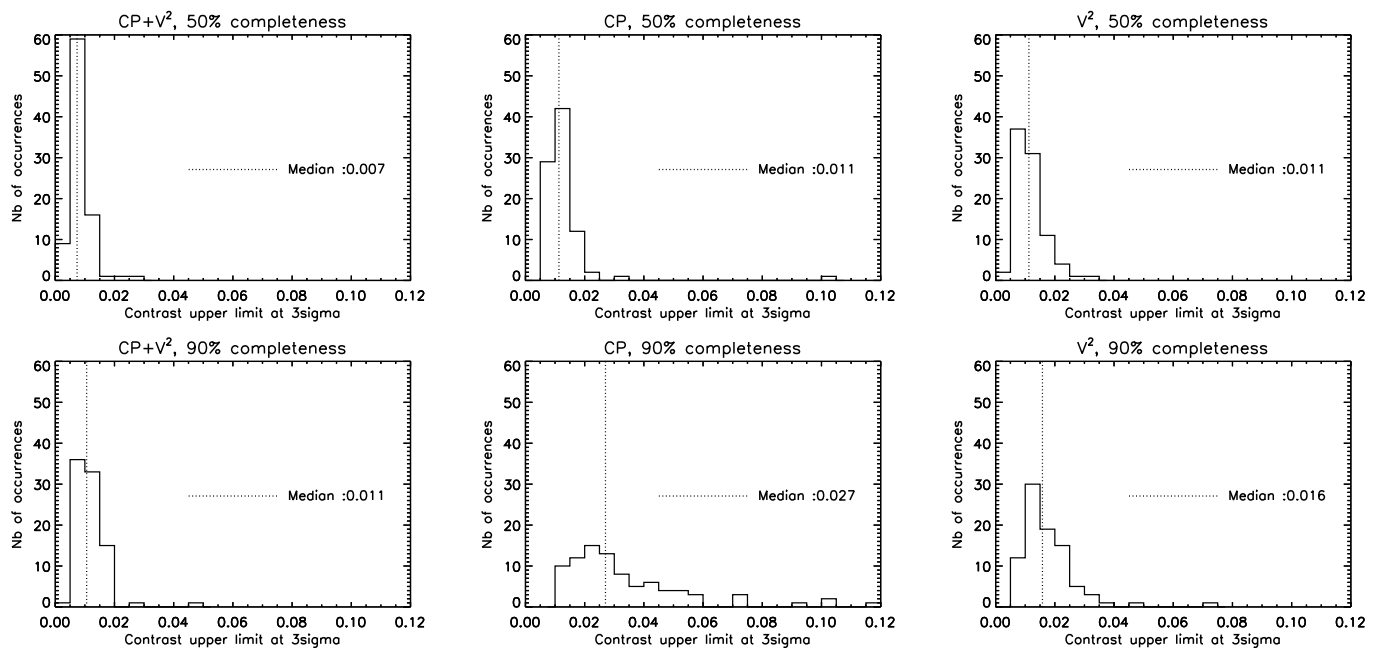 CP+V², 50% completeness
CP, 50% completeness
V², 50% completeness
Nb of occurrences
60
50
40
30
20
10
0
Median :0.007
0.00 0.02 0.04 0.06 0.08 0.10 0.12
Contrast upper limit at 3sigma
Nb of occurrences
60
50
40
30
20
10
0
Median :0.011
0.00 0.02 0.04 0.06 0.08 0.10 0.12
Contrast upper limit at 3sigma
Nb of occurrences
60
50
40
30
20
10
0
Median :0.011
0.00 0.02 0.04 0.06 0.08 0.10 0.12
Contrast upper limit at 3sigma
CP+V², 90% completeness
CP, 90% completeness
V², 90% completeness
Nb of occurrences
60
50
40
30
20
10
0
Median :0.011
0.00 0.02 0.04 0.06 0.08 0.10 0.12
Contrast upper limit at 3sigma
Nb of occurrences
60
50
40
30
20
10
0
Median :0.027
0.00 0.02 0.04 0.06 0.08 0.10 0.12
Contrast upper limit at 3sigma
Nb of occurrences
60
50
40
30
20
10
0
Median :0.016
0.00 0.02 0.04 0.06 0.08 0.10 0.12
Contrast upper limit at 3sigma